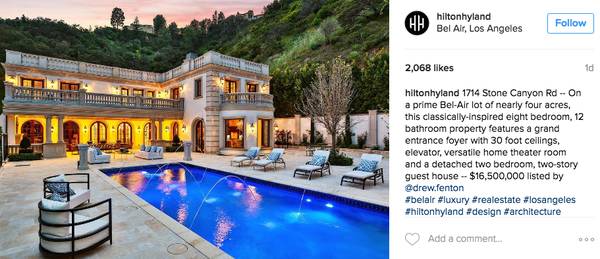 hiltonhyland
Bel Air, Los Angeles
Follow
2,068 likes
1d
hiltonhyland 1714 Stone Canyon Rd -- On
a prime Bel-Air lot of nearly four acres,
this classically-inspired eight bedroom, 12
bathroom property features a grand
entrance foyer with 30 foot ceilings,
elevator, versatile home theater room
and a detached two bedroom, two-story
guest house -- $16,500,000 listed by
@drew.fenton
#belair #luxury #realestate #losangeles
#hiltonhyland #design #architecture
Add a comment...